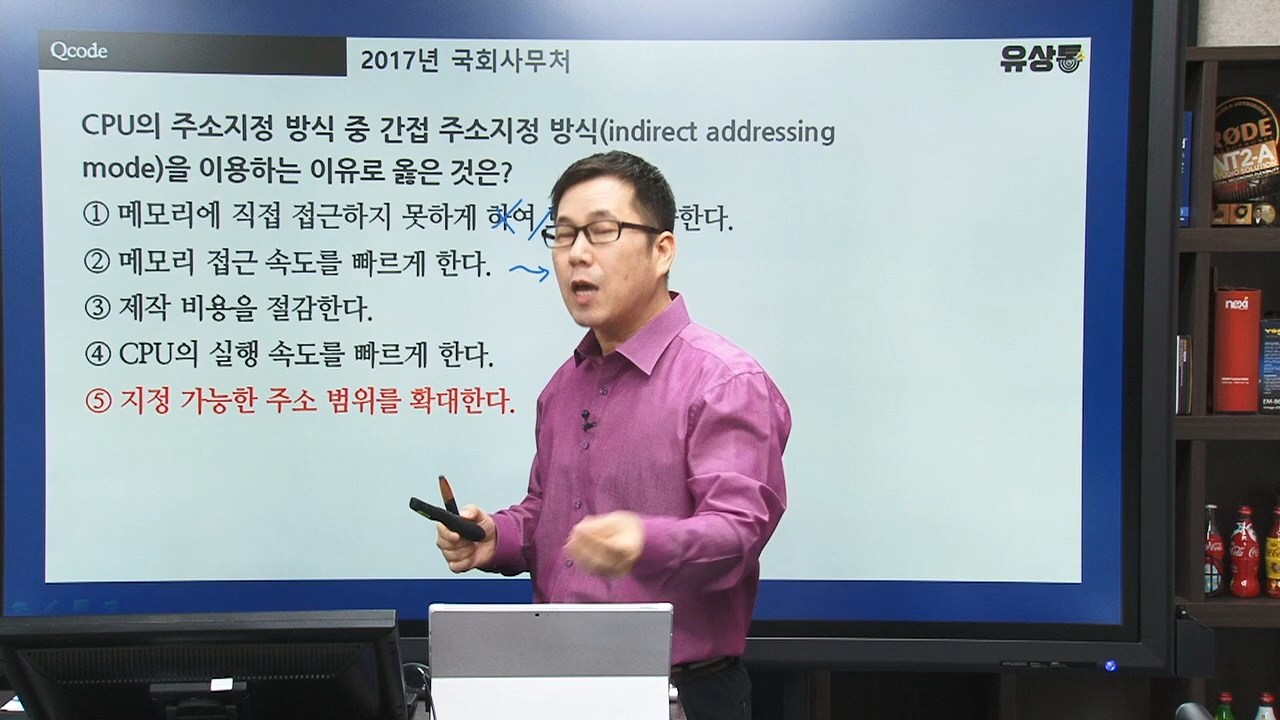 Qcode
2017년 국회사무처
유상통
CPU의 주소지정 방식 중 간접 주소지정 방식(indirect addressing
mode)을 이용하는 이유로 옳은 것은?
① 메모리에 직접 접근하지 못하게 하여 한다.
② 메모리 접근 속도를 빠르게 한다.
③ 제작 비용을 절감한다.
④ CPU의 실행 속도를 빠르게 한다.
⑤ 지정 가능한 주소 범위를 확대한다.
RØDE
NT2-A
nexi
Coca-Cola